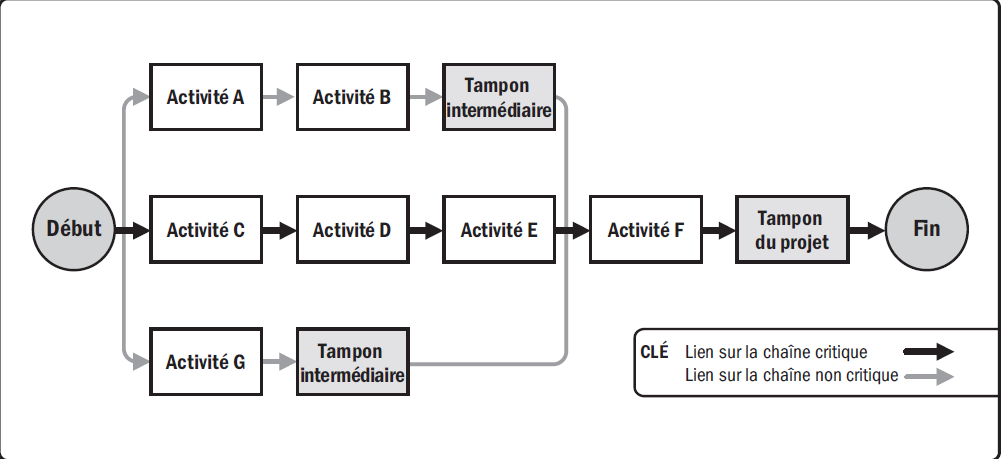 Activité A
Activité B
Tampon
intermédiaire
Début
Activité C
Activité D
Activité E
Activité F
Tampon
du projet
Fin
Activité G
Tampon
intermédiaire
CLÉ Lien sur la chaîne critique
Lien sur la chaîne non critique